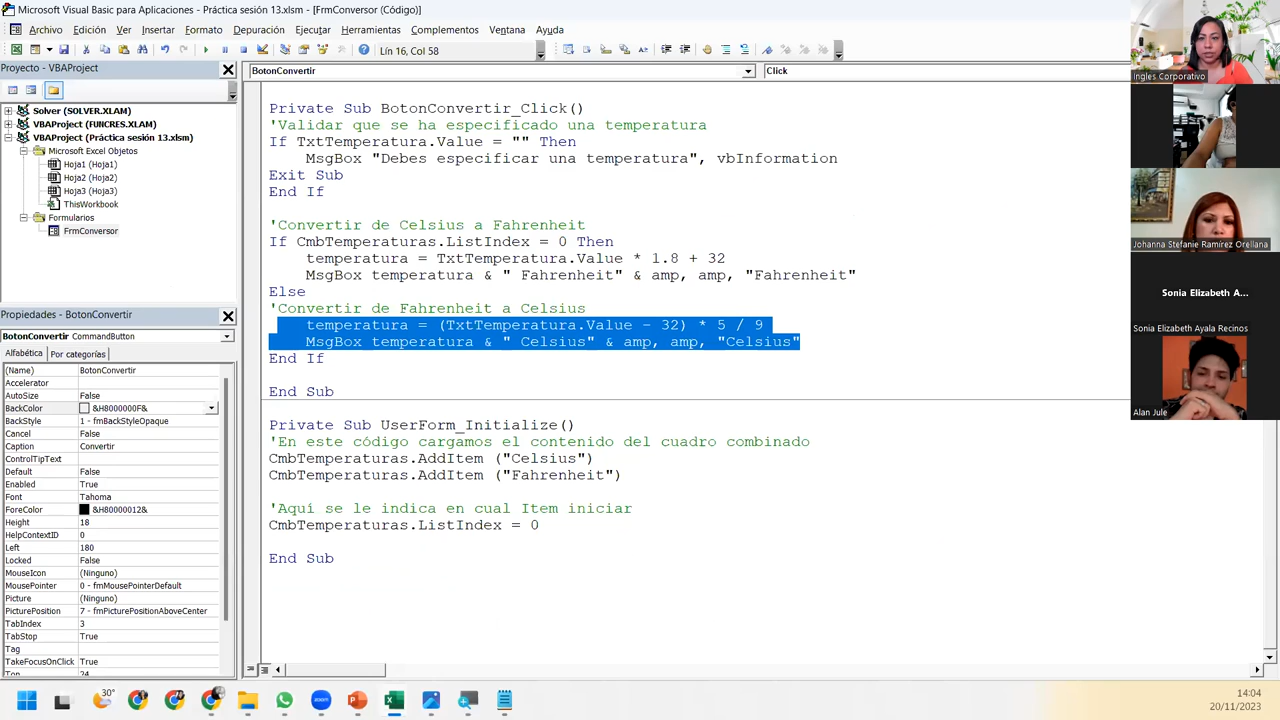 Microsoft Visual Basic para Aplicaciones - Práctica sesión 13.xlsm - [FrmConversor (Código)]
Archivo Edición Ver Insertar Formato Depuración Ejecutar Herramientas Complementos Ventana Ayuda
Lín 16, Col 58
Proyecto - VBAProject
Solver (SOLVER.XLAM)
VBAProject (FUNCRES.XLAM)
VBAProject (Práctica sesión 13.xlsm)
Microsoft Excel Objetos
Hoja1 (Hoja1)
Hoja2 (Hoja2)
Hoja3 (Hoja3)
ThisWorkbook
Formularios
FrmConversor
Propiedades - BotonConvertir
BotonConvertir CommandButton
Alfabética Por categorías
(Name) BotonConvertir
Accelerator
AutoSize False
BackColor &H8000000F&
BackStyle 1 - fmBackStyleOpaque
Cancel False
Caption Convertir
ControlTipText
Default False
Enabled True
Font Tahoma
ForeColor &H80000012&
Height 18
HelpContextID 0
Left 180
Locked False
MouseIcon (Ninguno)
MousePointer 0 - fmMousePointerDefault
Picture (Ninguno)
PicturePosition 7 - fmPicturePositionAboveCenter
TabIndex 3
TabStop True
Tag
TakeFocusOnClick True
BotonConvertir Click
Private Sub BotonConvertir_Click()
'Validar que se ha especificado una temperatura
If TxtTemperatura.Value = "" Then
MsgBox "Debes especificar una temperatura", vbInformation
Exit Sub
End If
'Convertir de Celsius a Fahrenheit
If CmbTemperaturas.ListIndex = 0 Then
temperatura = TxtTemperatura.Value * 1.8 + 32
MsgBox temperatura & " Fahrenheit" & amp, amp, "Fahrenheit"
Else
'Convertir de Fahrenheit a Celsius
temperatura = (TxtTemperatura.Value - 32) * 5 / 9
MsgBox temperatura & " Celsius" & amp, amp, "Celsius"
End If
End Sub
Private Sub UserForm_Initialize()
'En este código cargamos el contenido del cuadro combinado
CmbTemperaturas.AddItem ("Celsius")
CmbTemperaturas.AddItem ("Fahrenheit")
'Aquí se le indica en cual Item iniciar
CmbTemperaturas.ListIndex = 0
End Sub
Ingles Corporativo
Johanna Stefanie Ramírez Orellana
Sonia Elizabeth A...
Sonia Elizabeth Ayala Recinos
Alan Jule
30°
zoom
14:04
20/11/2023